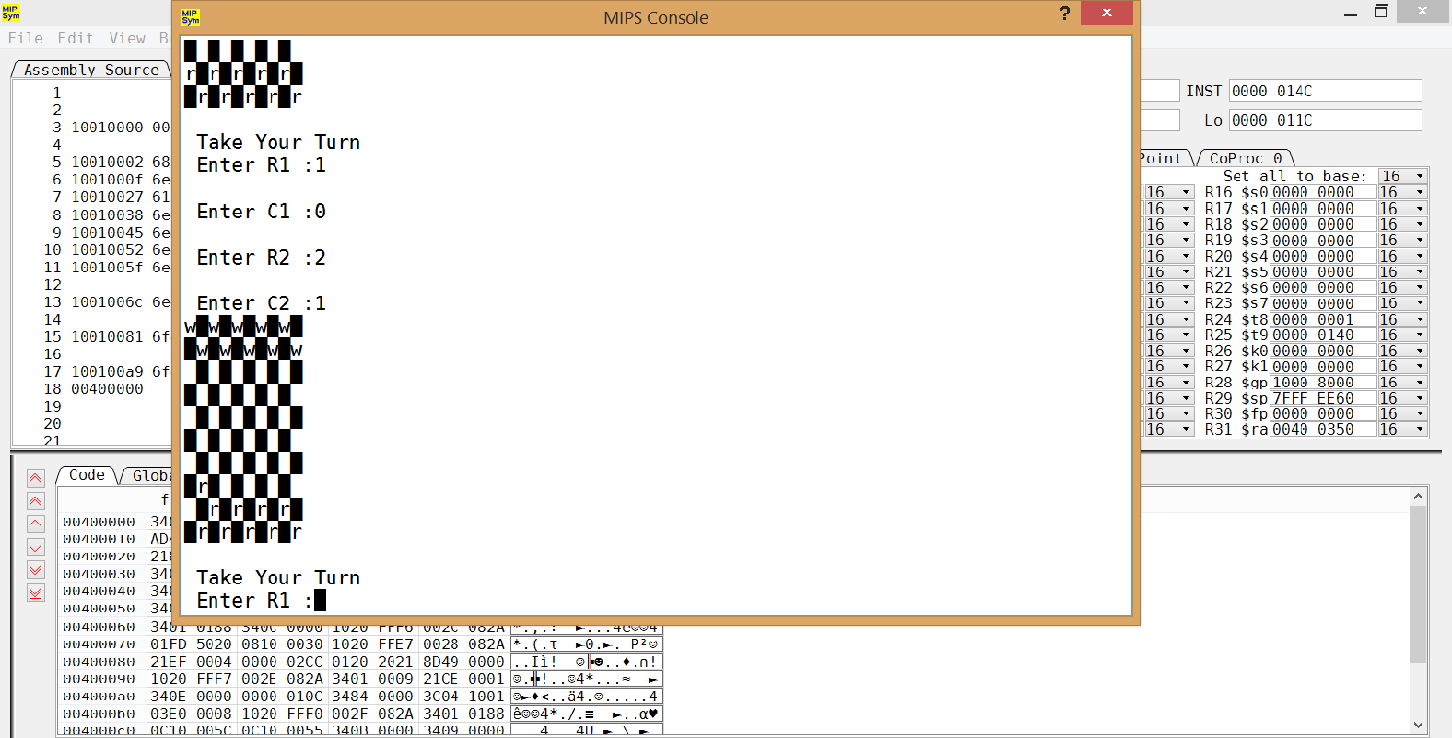 MIPS Console
?
File Edit View B
Assembly Source
1
2
3 10010000 00
4
5 10010002 68
6 1001000f 6e
7 10010027 61
8 10010038 6e
9 10010045 6e
10 10010052 6e
11 1001005f 6e
12
13 1001006c 6e
14
15 10010081 6f
16
17 100100a9 6f
18 00400000
19
20
21
r r r r r
r r r r r
Take Your Turn
Enter R1 :1
Enter C1 :0
Enter R2 :2
Enter C2 :1
w w w w w
w w w w w
r
r r r r
r r r r r
Take Your Turn
Enter R1 :
INST 0000 014C
Lo 0000 011C
Point CoProc 0
Set all to base: 16
16 R16 $s0 0000 0000 16
16 R17 $s1 0000 0000 16
16 R18 $s2 0000 0000 16
16 R19 $s3 0000 0000 16
16 R20 $s4 0000 0000 16
16 R21 $s5 0000 0000 16
16 R22 $s6 0000 0000 16
16 R23 $s7 0000 0000 16
16 R24 $t8 0000 0001 16
16 R25 $t9 0000 0140 16
16 R26 $k0 0000 0000 16
16 R27 $k1 0000 0000 16
16 R28 $gp 1000 8000 16
16 R29 $sp 7FFF EE60 16
16 R30 $fp 0000 0000 16
16 R31 $ra 0040 0350 16
Code Globa
f
00400000 340
00400010 AD
00400020 218
00400030 340
00400040 340
00400050 340
00400060 3401 0188 340C 0000 1020 FFF6 002C 082A
00400070 01FD 5020 0810 0030 1020 FFE7 0028 082A
00400080 21EF 0004 0000 02CC 0120 2021 8D49 0000
00400090 1020 FFF7 002E 082A 3401 0009 21CE 0001
004000a0 340E 0000 0000 010C 3484 0000 3C04 1001
004000b0 03E0 0008 1020 FFF0 002F 082A 3401 0188
004000c0 0C10 005C 0C10 0055 340B 0000 3409 0000